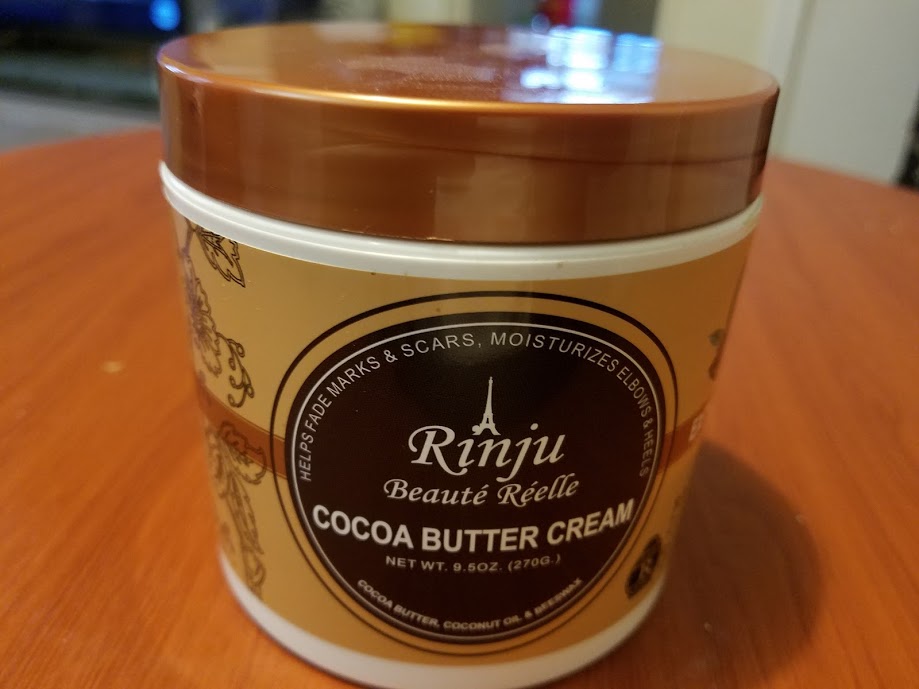 HELPS FADE MARKS & SCARS, MOISTURIZES ELBOWS & HEELS
Rinju
Beauté Réelle
COCOA BUTTER CREAM
NET WT. 9.5OZ. (270G.)
COCOA BUTTER, COCONUT OIL & BEESWAX